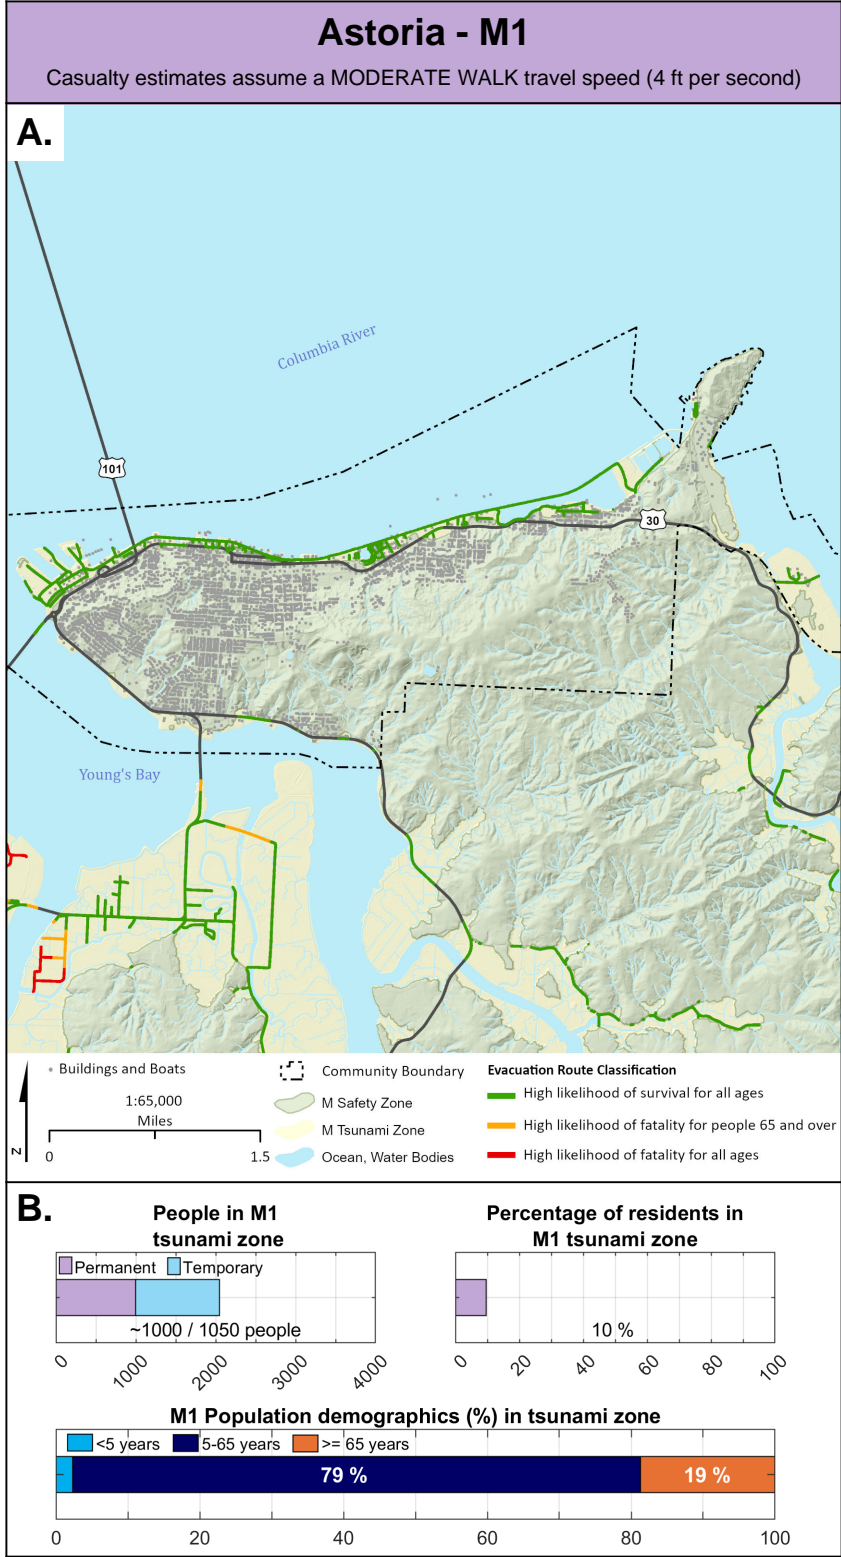 Astoria - M1
Casualty estimates assume a MODERATE WALK travel speed (4 ft per second)
A.
Columbia River
101
30
Young's Bay
Buildings and Boats
1:65,000
Miles
0 1.5
N
Community Boundary
M Safety Zone
M Tsunami Zone
Ocean, Water Bodies
Evacuation Route Classification
High likelihood of survival for all ages
High likelihood of fatality for people 65 and over
High likelihood of fatality for all ages
B.
People in M1
tsunami zone
Permanent Temporary
~1000 / 1050 people
0 1000 2000 3000 4000
Percentage of residents in
M1 tsunami zone
10 %
0 20 40 60 80 100
M1 Population demographics (%) in tsunami zone
<5 years 5-65 years >= 65 years
79 % 19 %
0 20 40 60 80 100